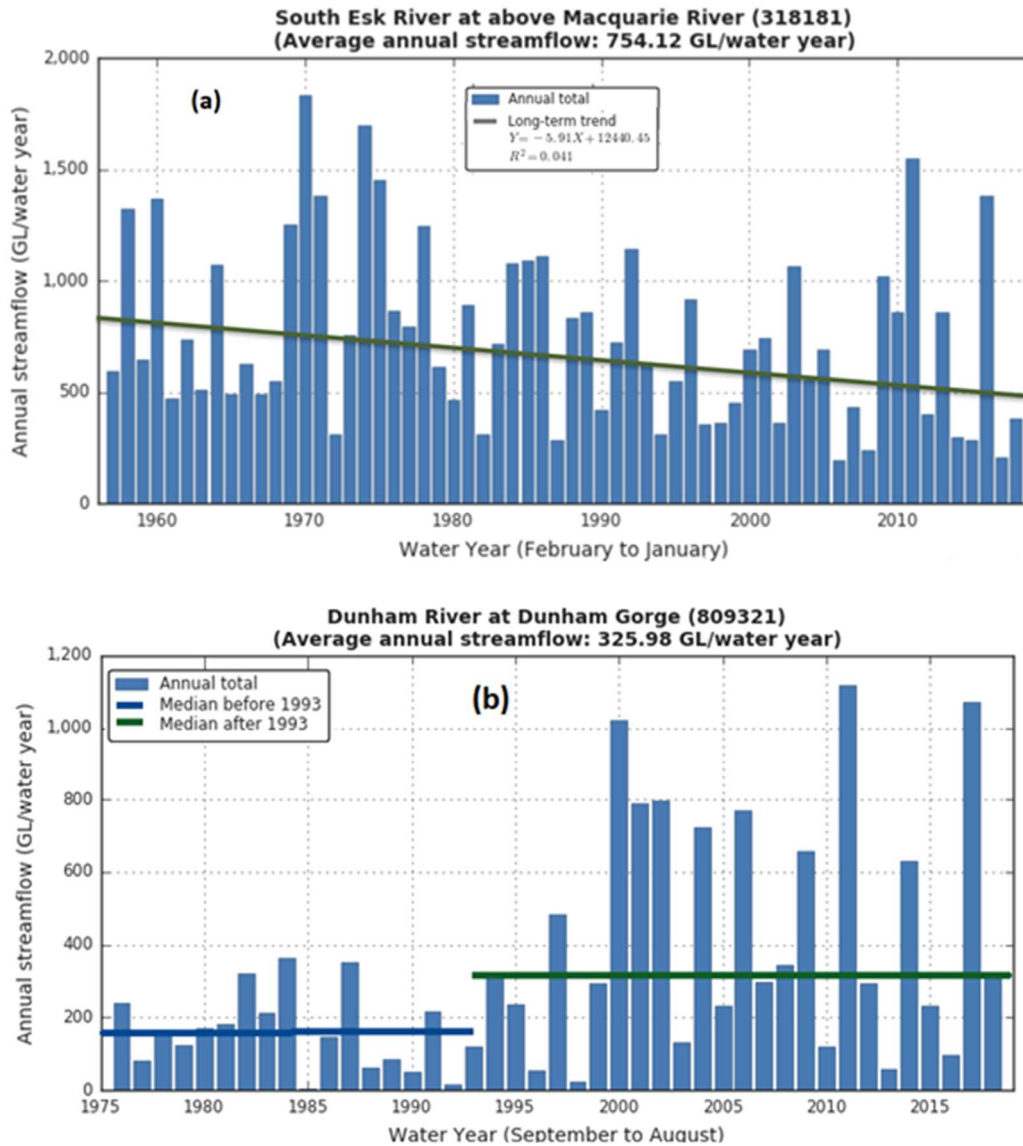 South Esk River at above Macquarie River (318181)
(Average annual streamflow: 754.12 GL/water year)
2,000
1,500
1,000
500
0
Annual streamflow (GL/water year)
(a)
Annual total
Long-term trend
Y = −5.91X + 12440.45
R² = 0.041
1960 1970 1980 1990 2000 2010
Water Year (February to January)
Dunham River at Dunham Gorge (809321)
(Average annual streamflow: 325.98 GL/water year)
1,200
1,000
800
600
400
200
0
Annual streamflow (GL/water year)
Annual total
Median before 1993
Median after 1993
(b)
1975 1980 1985 1990 1995 2000 2005 2010 2015
Water Year (September to August)